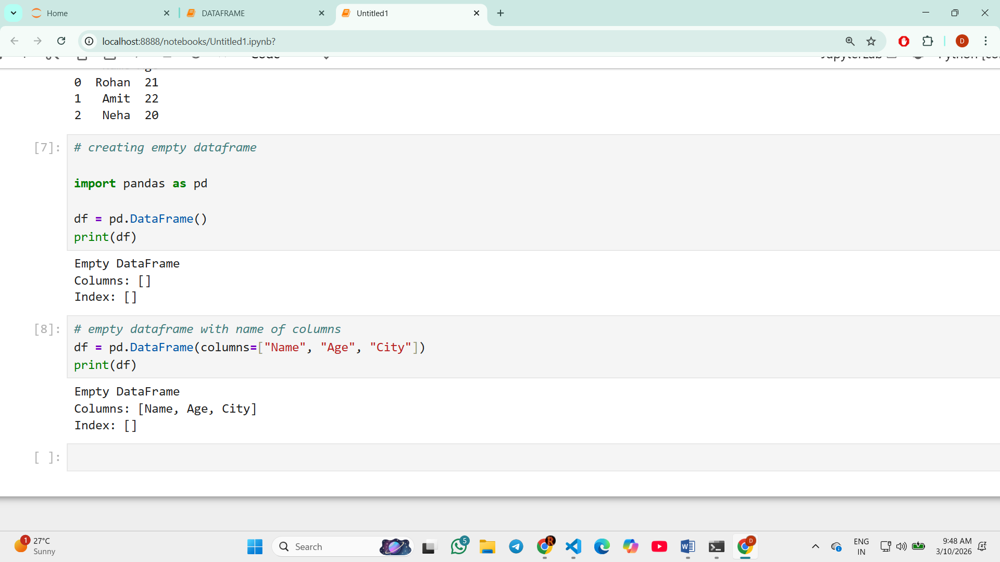 Home
DATAFRAME
Untitled1
localhost:8888/notebooks/Untitled1.ipynb?
D
0 Rohan 21
1 Amit 22
2 Neha 20
[7]: # creating empty dataframe
import pandas as pd
df = pd.DataFrame()
print(df)
Empty DataFrame
Columns: []
Index: []
[8]: # empty dataframe with name of columns
df = pd.DataFrame(columns=["Name", "Age", "City"])
print(df)
Empty DataFrame
Columns: [Name, Age, City]
Index: []
[ ]:
1
27°C
Sunny
Search
5
R
D
ENG
IN
9:48 AM
3/10/2026